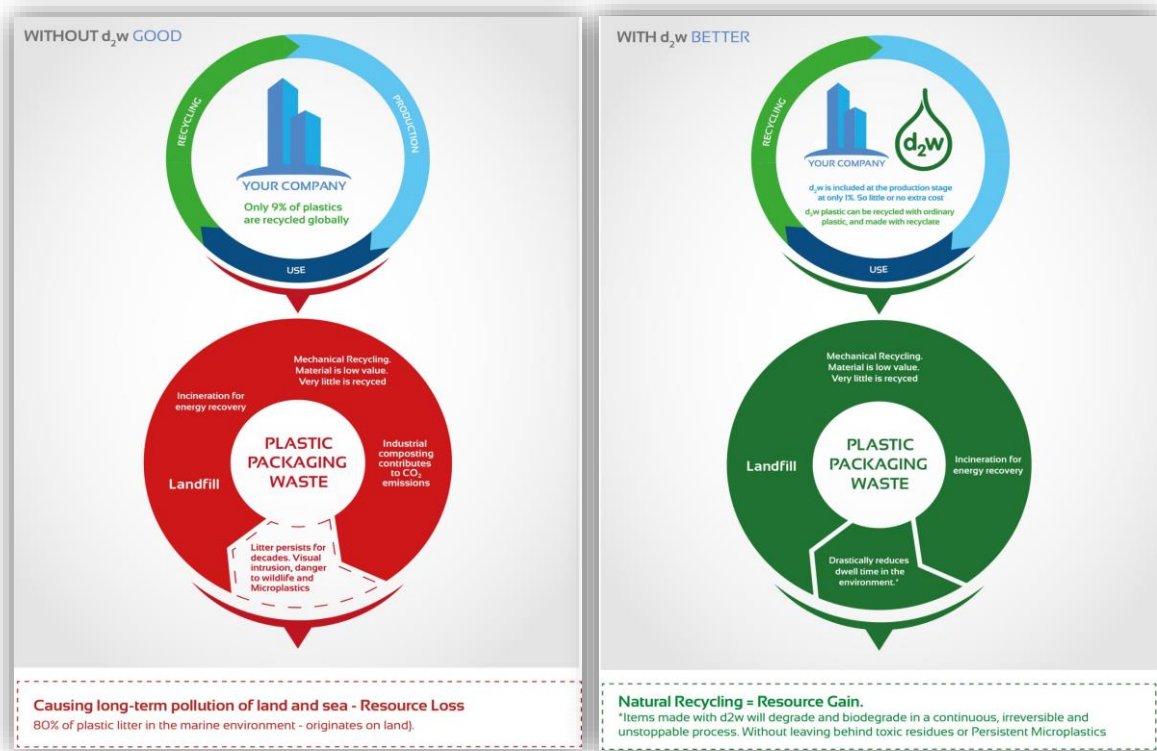 WITHOUT d₂w GOOD
RECYCLING
PRODUCTION
YOUR COMPANY
Only 9% of plastics
are recycled globally
USE
Mechanical Recycling.
Material is low value.
Very little is recyced
Incineration for
energy recovery
PLASTIC
PACKAGING
WASTE
Industrial
composting
contributes
to CO₂
emissions
Landfill
Litter persists for
decades. Visual
intrusion, danger
to wildlife and
Microplastics
Causing long-term pollution of land and sea - Resource Loss
80% of plastic litter in the marine environment - originates on land).
WITH d₂w BETTER
RECYCLING
d₂w
YOUR COMPANY
d₂w is included at the production stage
at only 1%. So little or no extra cost
d₂w plastic can be recycled with ordinary
plastic, and made with recyclate
USE
Mechanical Recycling.
Material is low value.
Very little is recyced
Landfill
PLASTIC
PACKAGING
WASTE
Incineration for
energy recovery
Drastically reduces
dwell time in the
environment.*
Natural Recycling = Resource Gain.
*Items made with d2w will degrade and biodegrade in a continuous, irreversible and
unstoppable process. Without leaving behind toxic residues or Persistent Microplastics